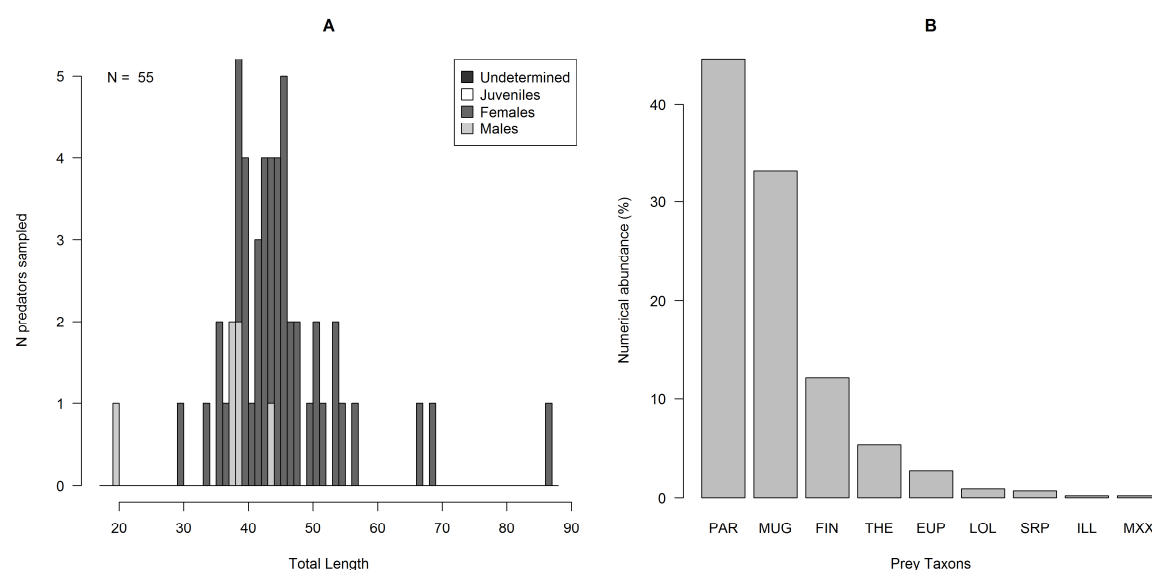 A
N = 55
Undetermined
Juveniles
Females
Males
5
4
3
2
1
0
N predators sampled
20 30 40 50 60 70 80 90
Total Length
B
40
30
20
10
0
Numerical abundance (%)
PAR MUG FIN THE EUP LOL SRP ILL MXX
Prey Taxons